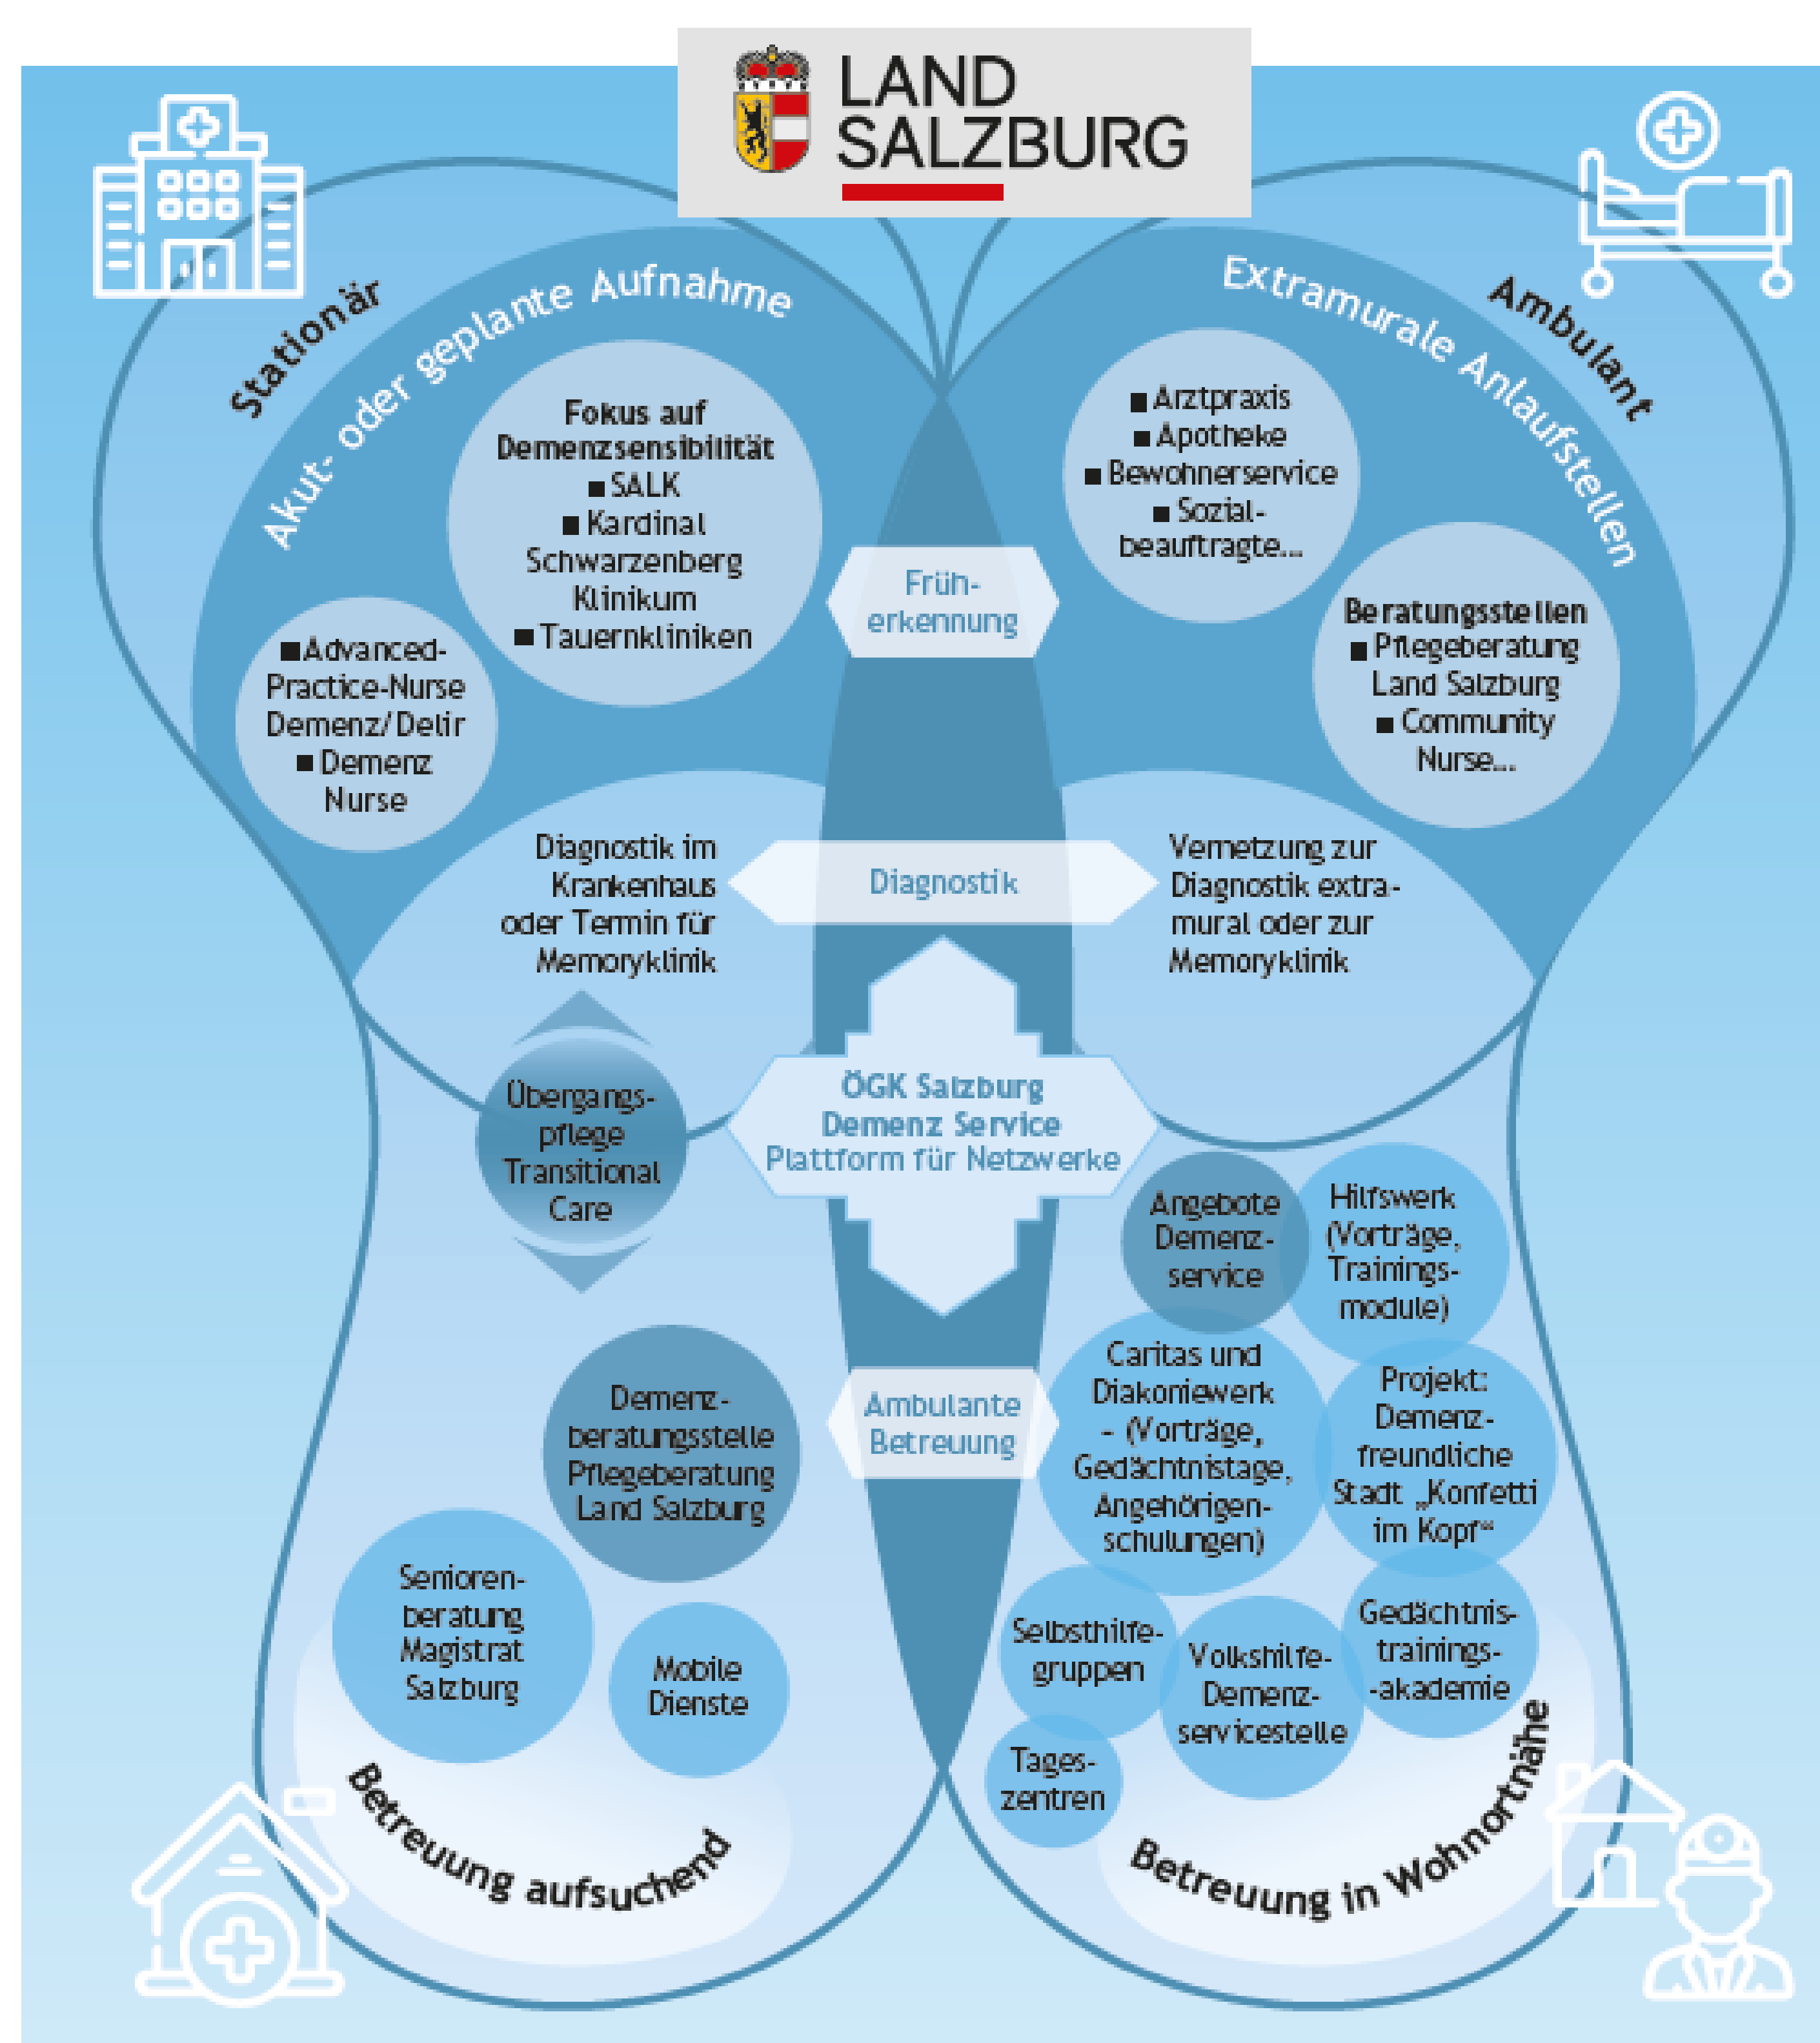 LAND
SALZBURG
Stationär
Akut- oder geplante Aufnahme
Fokus auf
Demenzsensibilität
■ SALK
■ Kardinal
Schwarzenberg
Klinikum
■ Tauernkliniken
■ Advanced-
Practice-Nurse
Demenz/Delir
■ Demenz
Nurse
Ambulant
Extramurale Anlaufstellen
■ Arztpraxis
■ Apotheke
■ Bewohnerservice
■ Sozial-
beauftragte...
Beratungsstellen
■ Pflegeberatung
Land Salzburg
■ Community
Nurse...
Früh-
erkennung
Diagnostik im
Krankenhaus
oder Termin für
Memoryklinik
Diagnostik
Vernetzung zur
Diagnostik extra-
mural oder zur
Memoryklinik
Übergangs-
pflege
Transitional
Care
ÖGK Salzburg
Demenz Service
Plattform für Netzwerke
Angebote
Demenz-
service
Hilfswerk
(Vorträge,
Trainings-
module)
Demenz-
beratungsstelle
Pflegeberatung
Land Salzburg
Ambulante
Betreuung
Caritas und
Diakoniewerk
- (Vorträge,
Gedächtnistage,
Angehörigen-
schulungen)
Projekt:
Demenz-
freundliche
Stadt „Konfetti
im Kopf“
Senioren-
beratung
Magistrat
Salzburg
Mobile
Dienste
Selbsthilfe-
gruppen
Volkshilfe-
Demenz-
servicestelle
Gedächtnis-
trainings-
-akademie
Tages-
zentren
Betreuung aufsuchend
Betreuung in Wohnortnähe